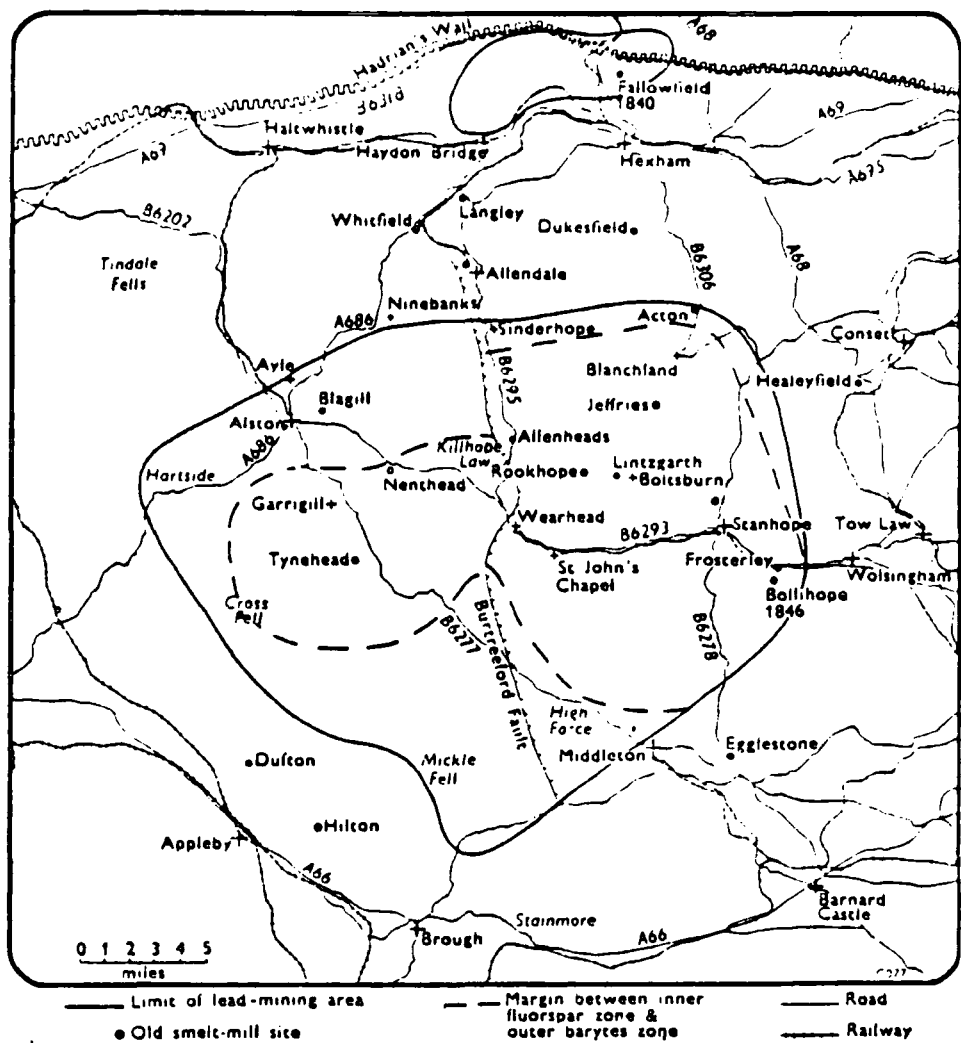 Hadrian's Wall
A68
B6318
Fallowfield
1840
A69
A69
Haltwhistle
Haydon Bridge
Hexham
A695
B6202
Langley
Whitfield
Dukesfield
Tindale
Fells
Allendale
B6306
A68
Ninebanks
A686
Sinderhope
Acton
Conset
Ayle
B6295
Blanchland
Healeyfield
Blagill
Jeffries
Alston
A686
Allenheads
Killhope
Law
Hartside
Nenthead
Rookhope
Lintzgarth
Boltsburn
Garrigill
Wearhead
B6293
Stanhope
Tow Law
Tynehead
St John's
Chapel
Frosterley
Wolsingham
Bollihope
1846
Cross
Fell
B6277
Burtreeford Fault
B6278
High
Force
Middleton
Egglestone
Dufton
Mickle
Fell
Hilton
Appleby
A66
Barnard
Castle
Stainmore
Brough
A66
0 1 2 3 4 5
miles
Limit of lead-mining area
Old smelt-mill site
Margin between inner
fluorspar zone &
outer barytes zone
Road
Railway